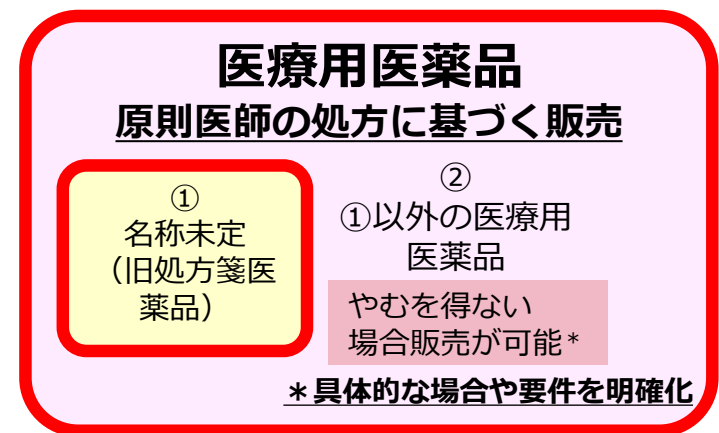 医療用医薬品
原則医師の処方に基づく販売
①
名称未定
（旧処方箋医
薬品）
②
①以外の医療用
医薬品
やむを得ない
場合販売が可能*
＊具体的な場合や要件を明確化